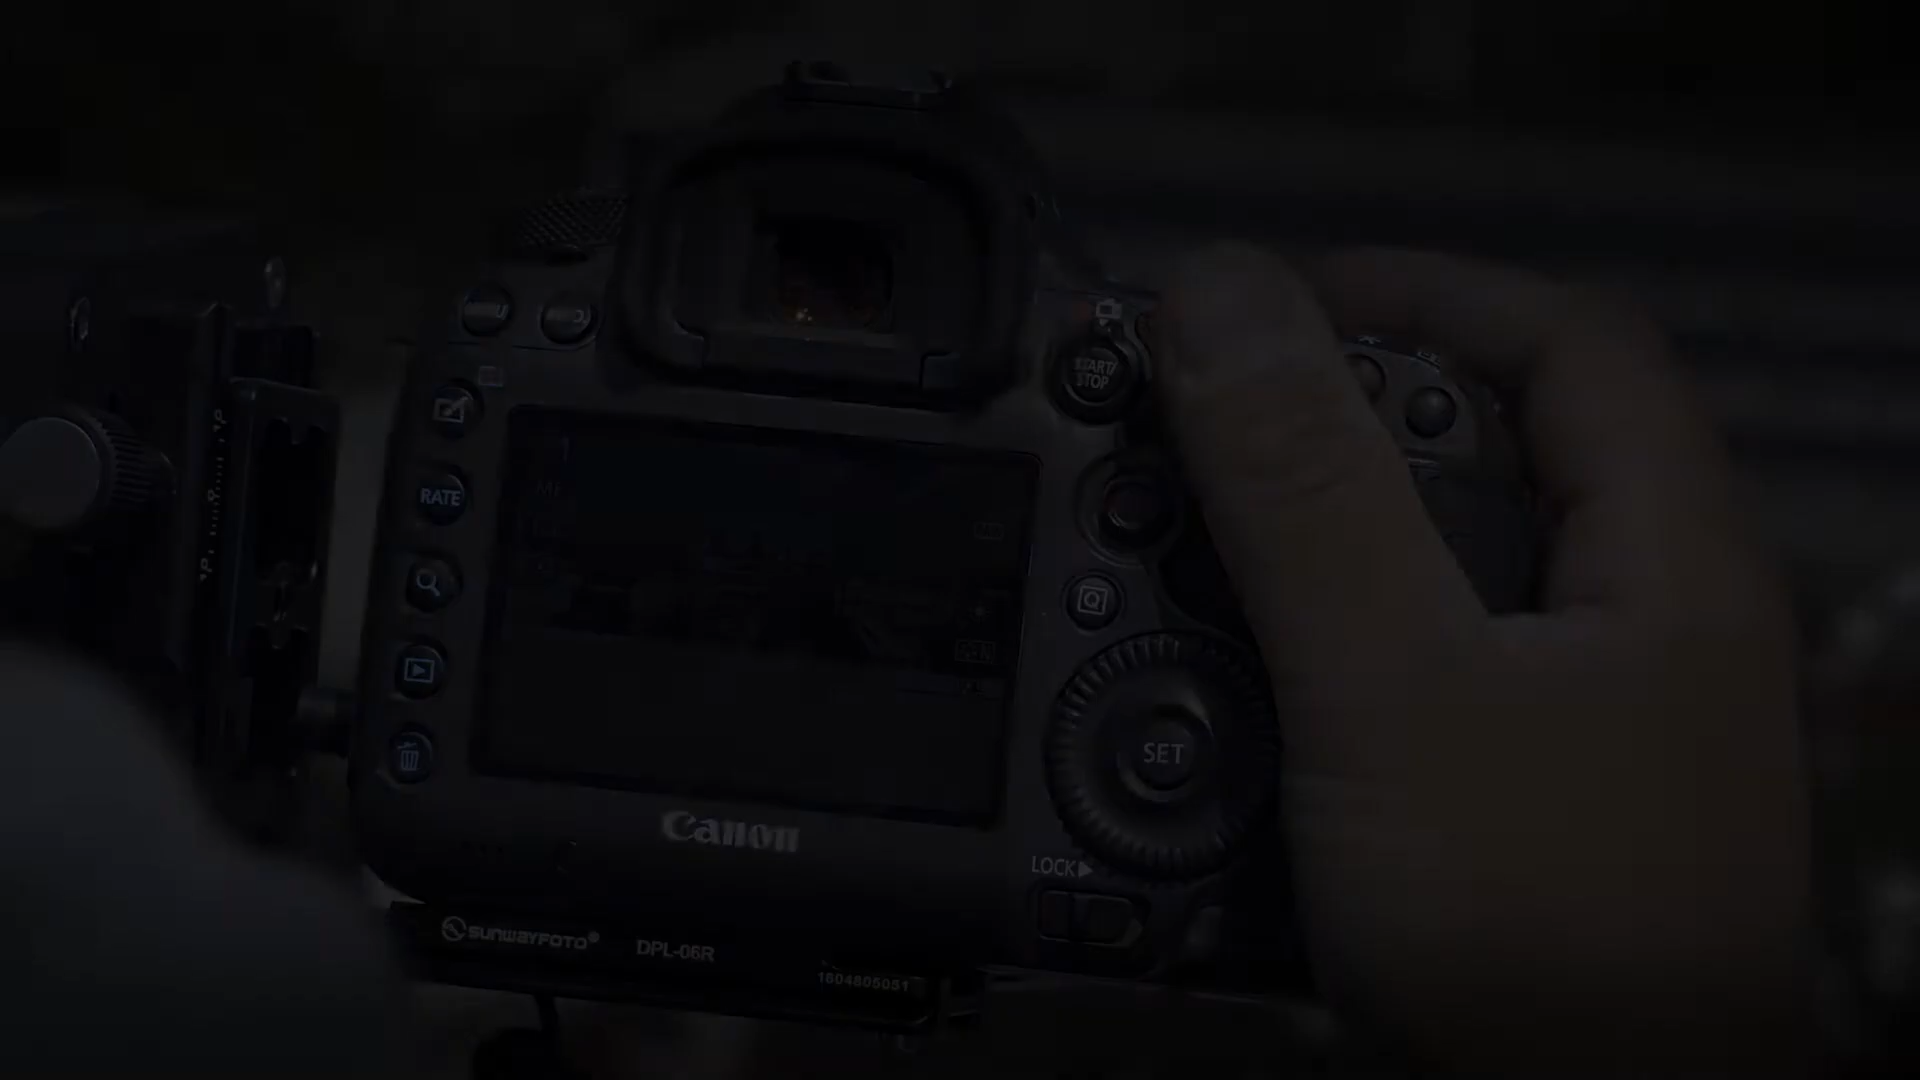 START/
STOP
RATE
Q
SET
Canon
LOCK▶
SUNWAYFOTO®
DPL-06R
1804805051